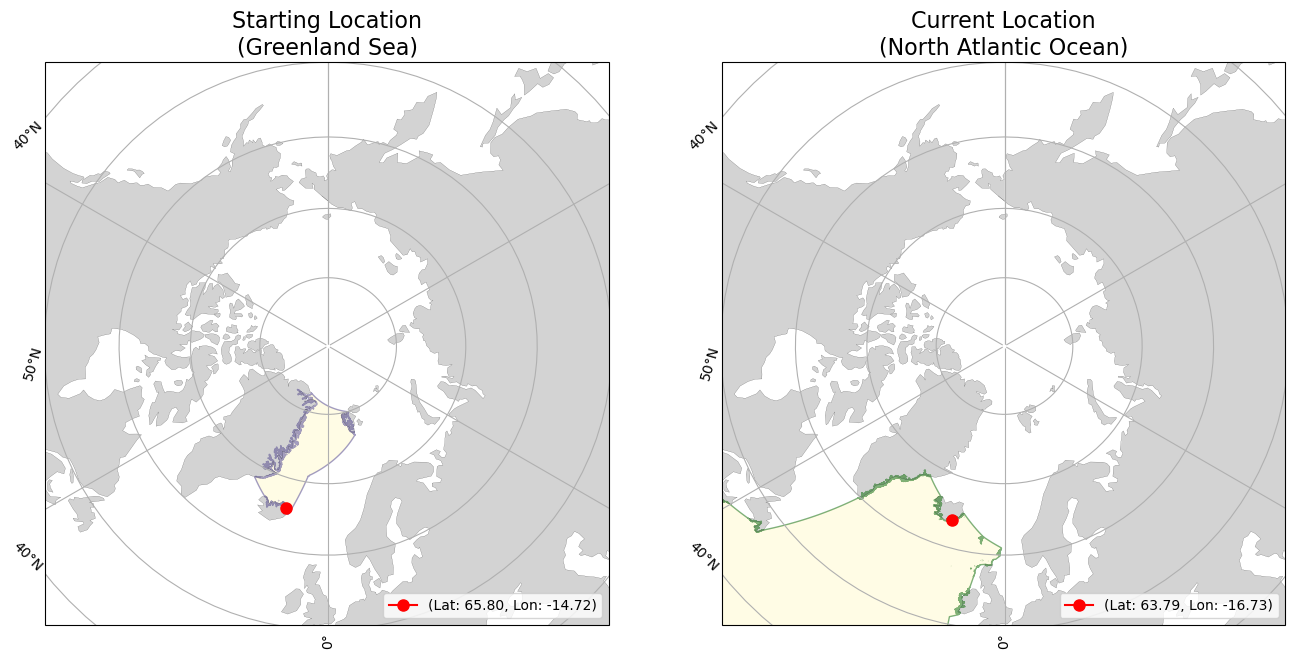 Starting Location
(Greenland Sea)
40°N
50°N
40°N
0°
(Lat: 65.80, Lon: -14.72)
Current Location
(North Atlantic Ocean)
40°N
50°N
40°N
0°
(Lat: 63.79, Lon: -16.73)